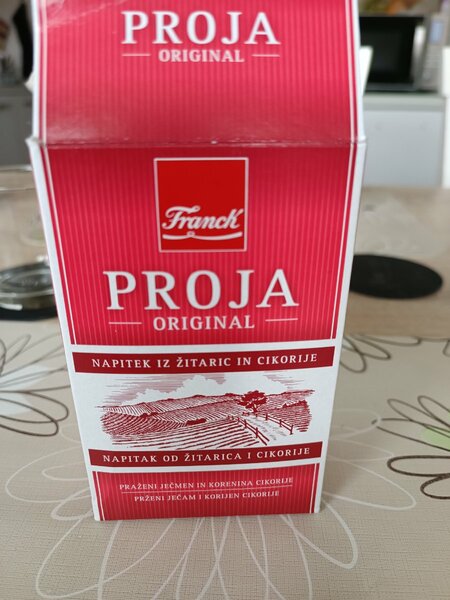 PROJA
ORIGINAL
Franck
PROJA
ORIGINAL
NAPITEK IZ ŽITARIC IN CIKORIJE
NAPITAK OD ŽITARICA I CIKORIJE
PRAŽENI JEČMEN IN KORENINA CIKORIJE
PRŽENI JEČAM I KORIJEN CIKORIJE